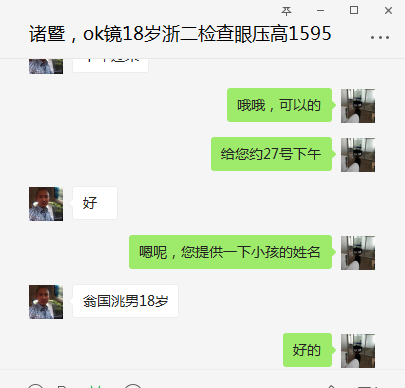 诸暨，ok镜18岁浙二检查眼压高1595
哦哦，可以的
给您约27号下午
好
嗯呢，您提供一下小孩的姓名
翁国洮男18岁
好的